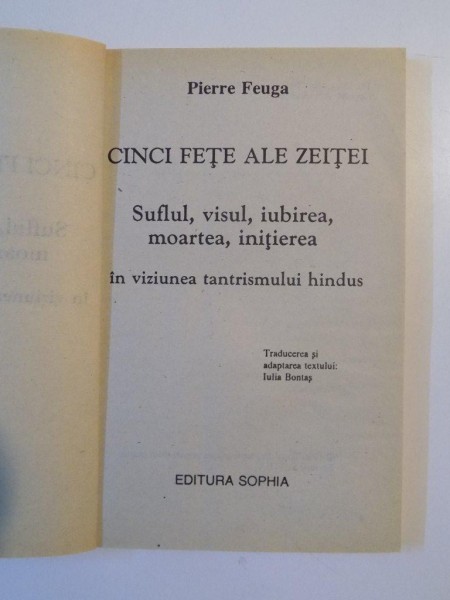 Pierre Feuga
CINCI FEȚE ALE ZEIȚEI
Suflul, visul, iubirea,
moartea, inițierea
în viziunea tantrismului hindus
Traducerea și
adaptarea textului:
Iulia Bontaș
EDITURA SOPHIA